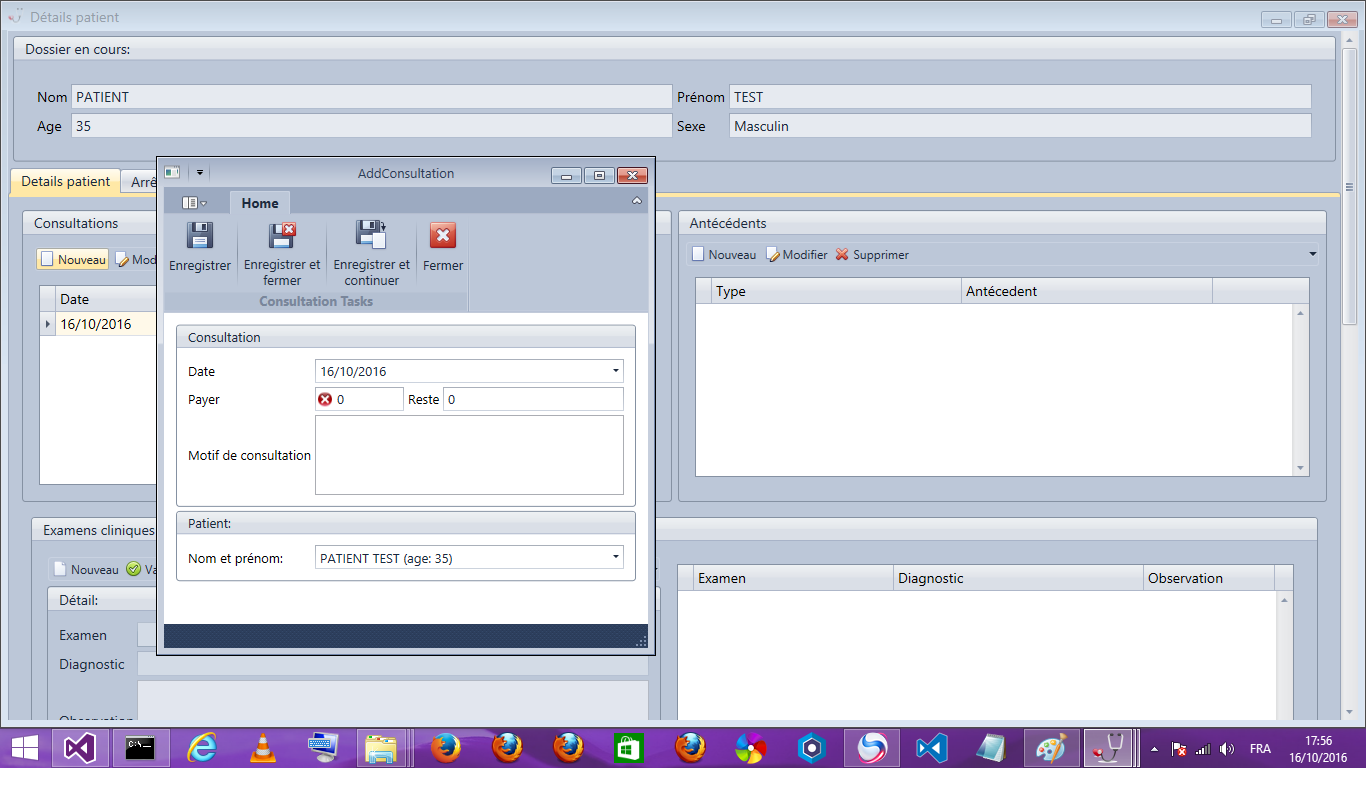 Détails patient
Dossier en cours:
Nom PATIENT Prénom TEST
Age 35 Sexe Masculin
Details patient Arrê
AddConsultation
Home
Enregistrer
Enregistrer et fermer
Enregistrer et continuer
Fermer
Consultation Tasks
Consultation
Date 16/10/2016
Payer 0 Reste 0
Motif de consultation
Patient:
Nom et prénom: PATIENT TEST (age: 35)
Consultations
Nouveau Mod
Date
16/10/2016
Antécédents
Nouveau Modifier Supprimer
Type Antécedent
Examens cliniques
Nouveau Va
Détail:
Examen
Diagnostic
Observation
Examen Diagnostic Observation
FRA
17:56
16/10/2016